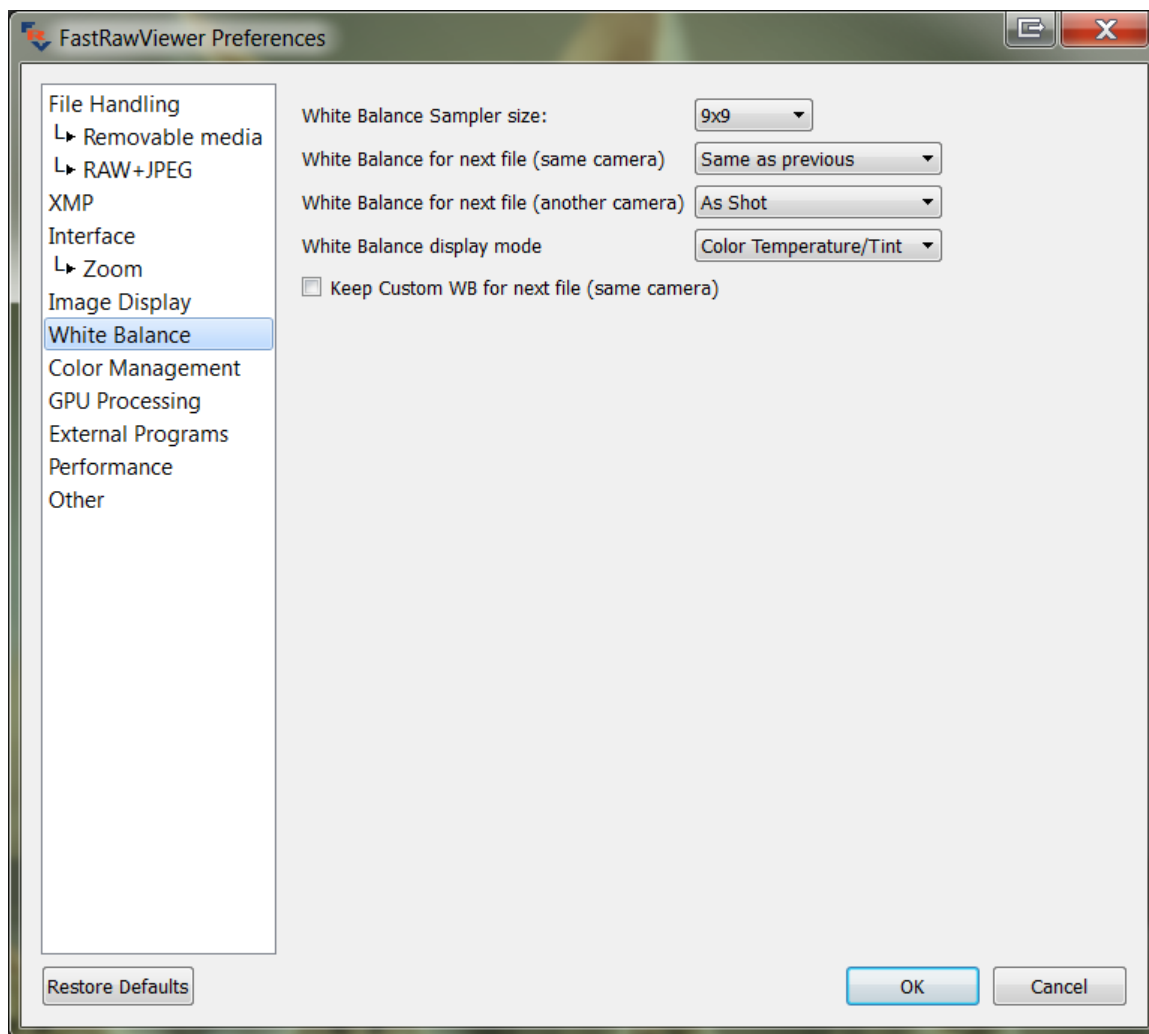 FastRawViewer Preferences
File Handling
Removable media
RAW+JPEG
XMP
Interface
Zoom
Image Display
White Balance
Color Management
GPU Processing
External Programs
Performance
Other
White Balance Sampler size: 9x9
White Balance for next file (same camera) Same as previous
White Balance for next file (another camera) As Shot
White Balance display mode Color Temperature/Tint
Keep Custom WB for next file (same camera)
Restore Defaults OK Cancel